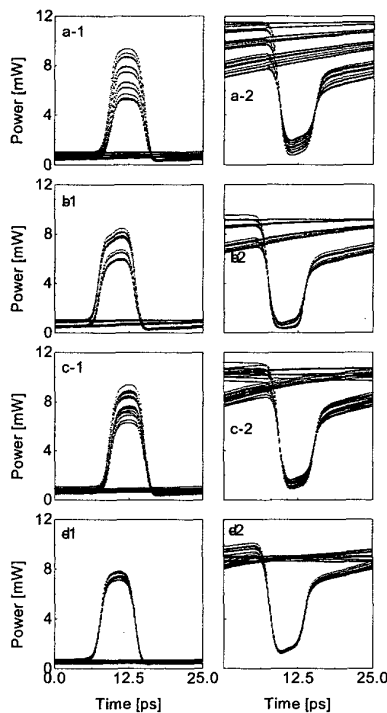 12
a-1
a-2
8
4
0
Power [mW]
12
b1
b2
8
4
0
Power [mW]
12
c-1
c-2
8
4
0
Power [mW]
12
d1
d2
8
4
0
Power [mW]
0.0 12.5 25.0 12.5 25.0
Time [ps] Time [ps]